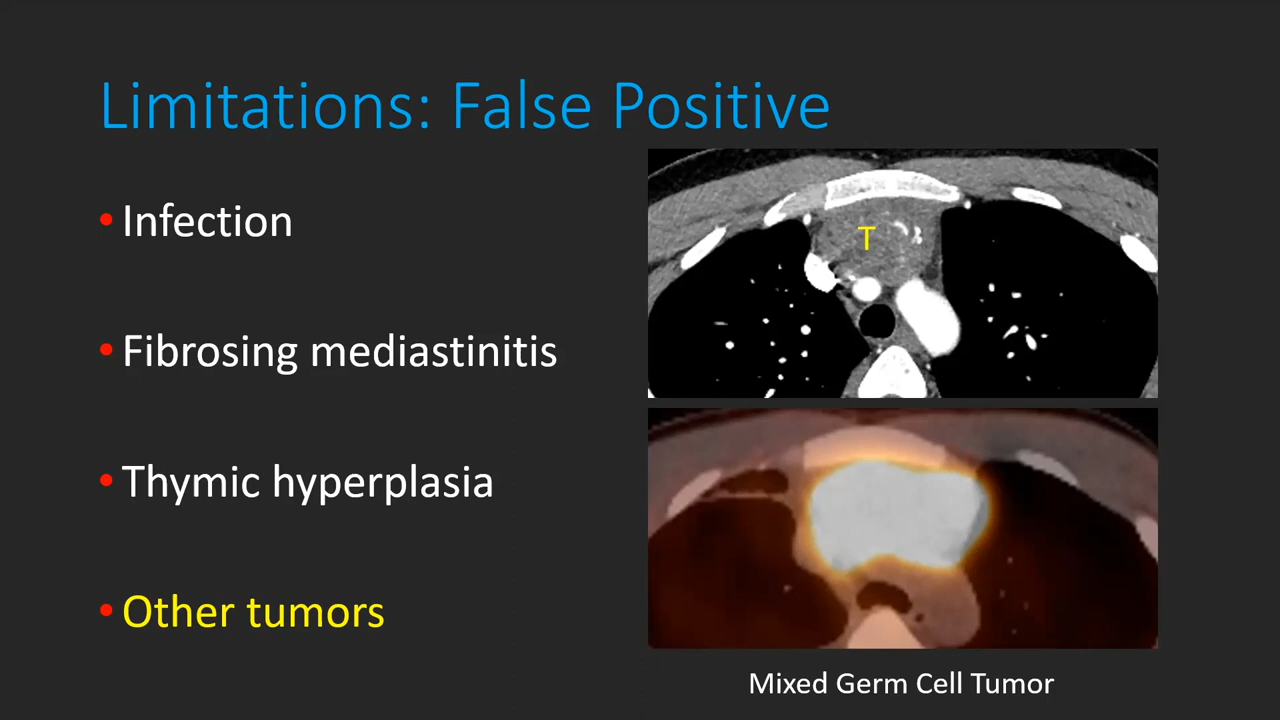 Limitations: False Positive
• Infection
• Fibrosing mediastinitis
• Thymic hyperplasia
• Other tumors
T
Mixed Germ Cell Tumor